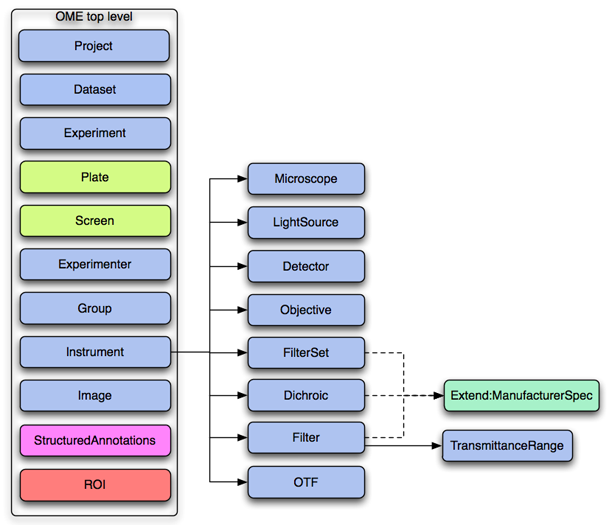 OME top level
Project
Dataset
Experiment
Plate
Screen
Experimenter
Group
Instrument
Image
StructuredAnnotations
ROI
Microscope
LightSource
Detector
Objective
FilterSet
Dichroic
Filter
OTF
Extend:ManufacturerSpec
TransmittanceRange